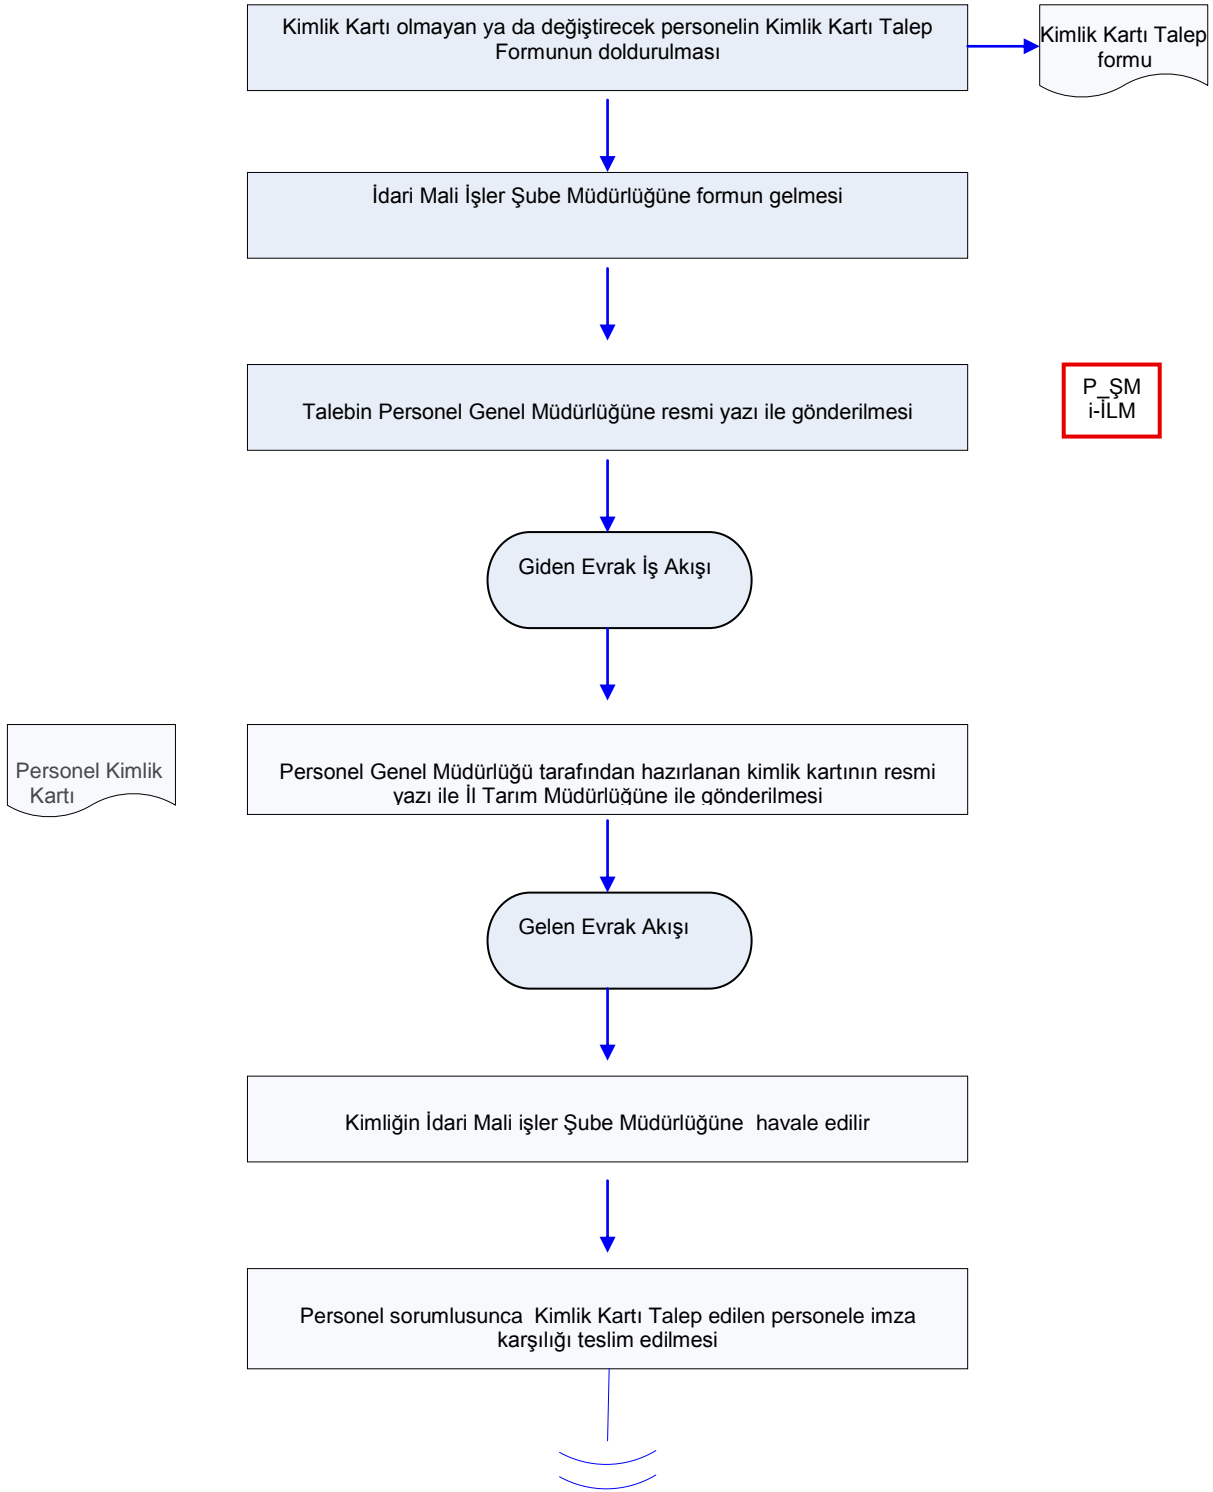 Kimlik Kartı olmayan ya da değiştirecek personelin Kimlik Kartı Talep
Formunun doldurulması
Kimlik Kartı Talep
formu
İdari Mali İşler Şube Müdürlüğüne formun gelmesi
Talebin Personel Genel Müdürlüğüne resmi yazı ile gönderilmesi
P_ŞM
i-İLM
Giden Evrak İş Akışı
Personel Kimlik
Kartı
Personel Genel Müdürlüğü tarafından hazırlanan kimlik kartının resmi
yazı ile İl Tarım Müdürlüğüne ile gönderilmesi
Gelen Evrak Akışı
Kimliğin İdari Mali işler Şube Müdürlüğüne  havale edilir
Personel sorumlusunca  Kimlik Kartı Talep edilen personele imza
karşılığı teslim edilmesi